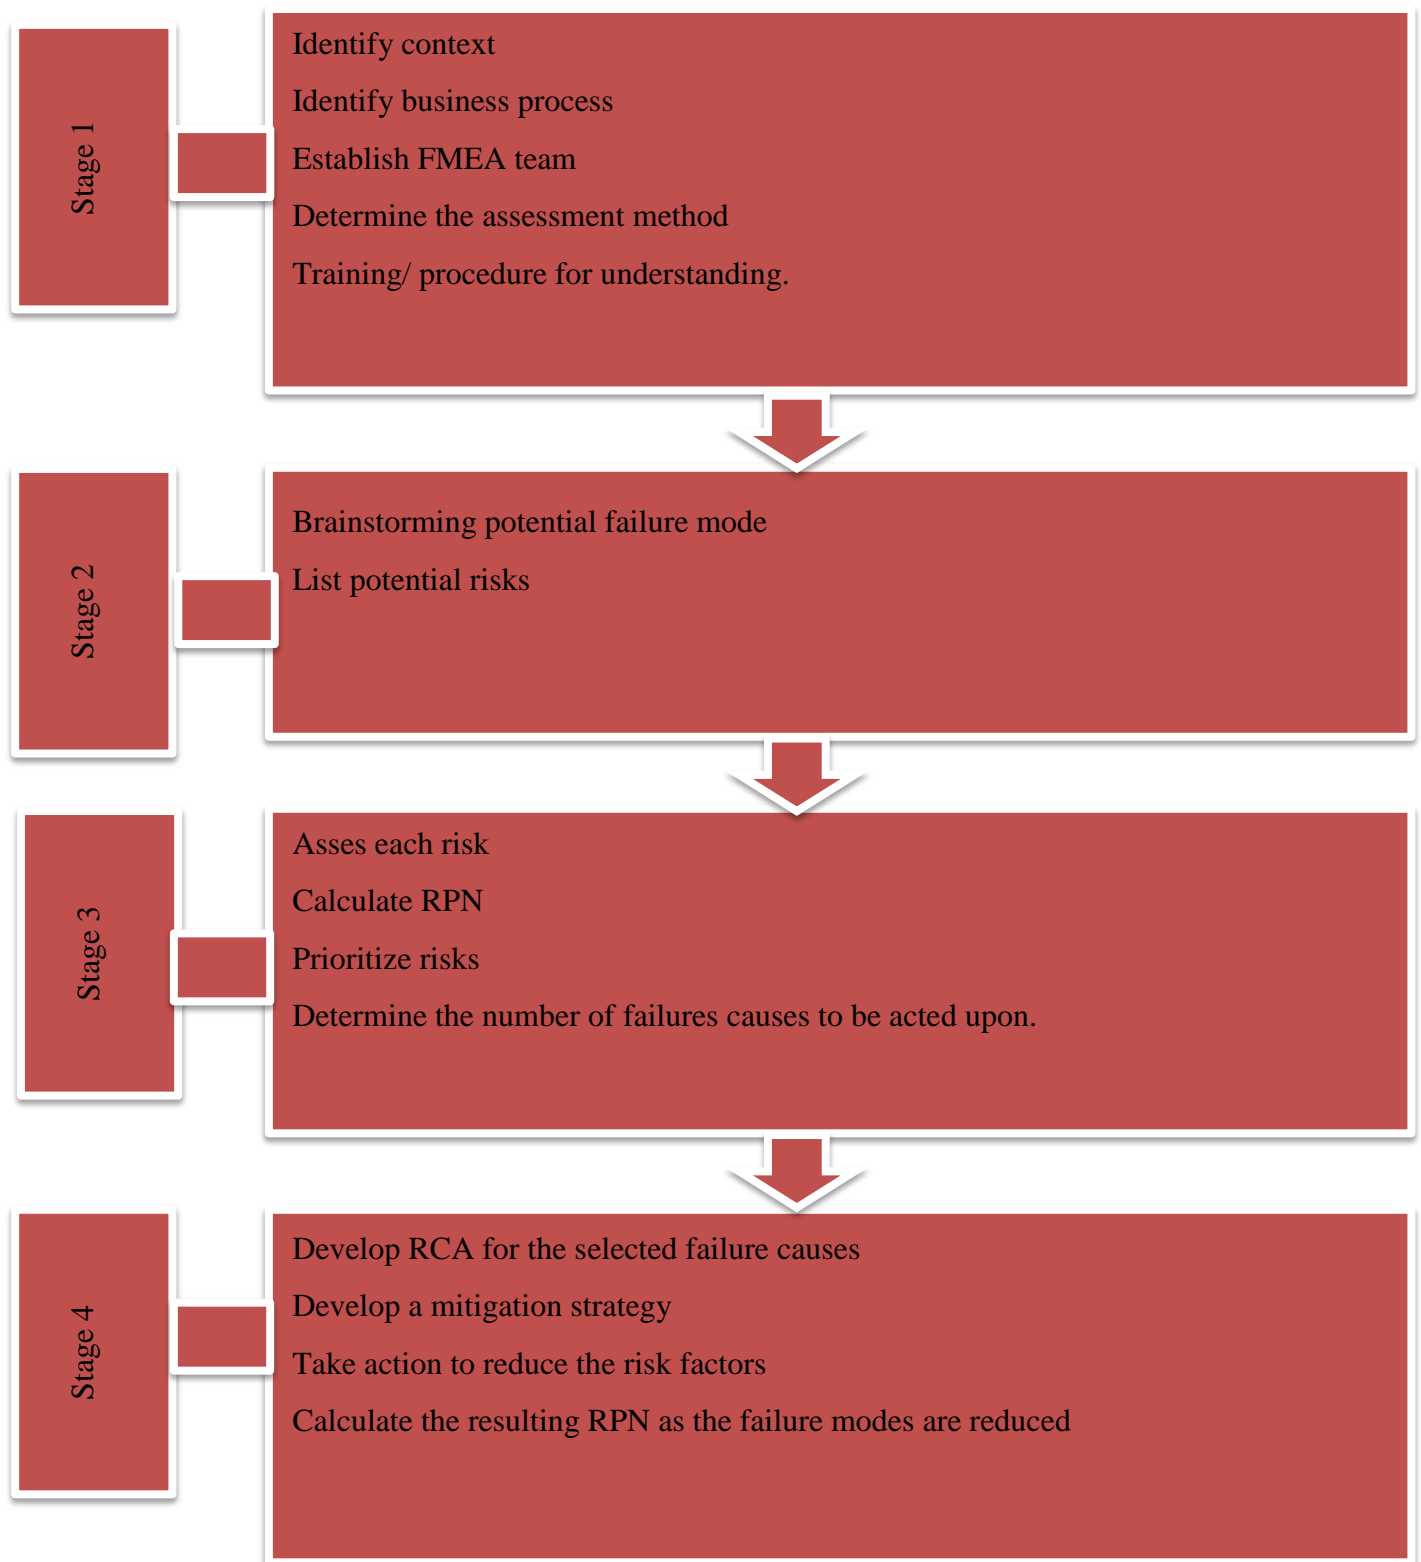 Stage 1
Identify context
Identify business process
Establish FMEA team
Determine the assessment method
Training/ procedure for understanding.
Stage 2
Brainstorming potential failure mode
List potential risks
Stage 3
Asses each risk
Calculate RPN
Prioritize risks
Determine the number of failures causes to be acted upon.
Stage 4
Develop RCA for the selected failure causes
Develop a mitigation strategy
Take action to reduce the risk factors
Calculate the resulting RPN as the failure modes are reduced